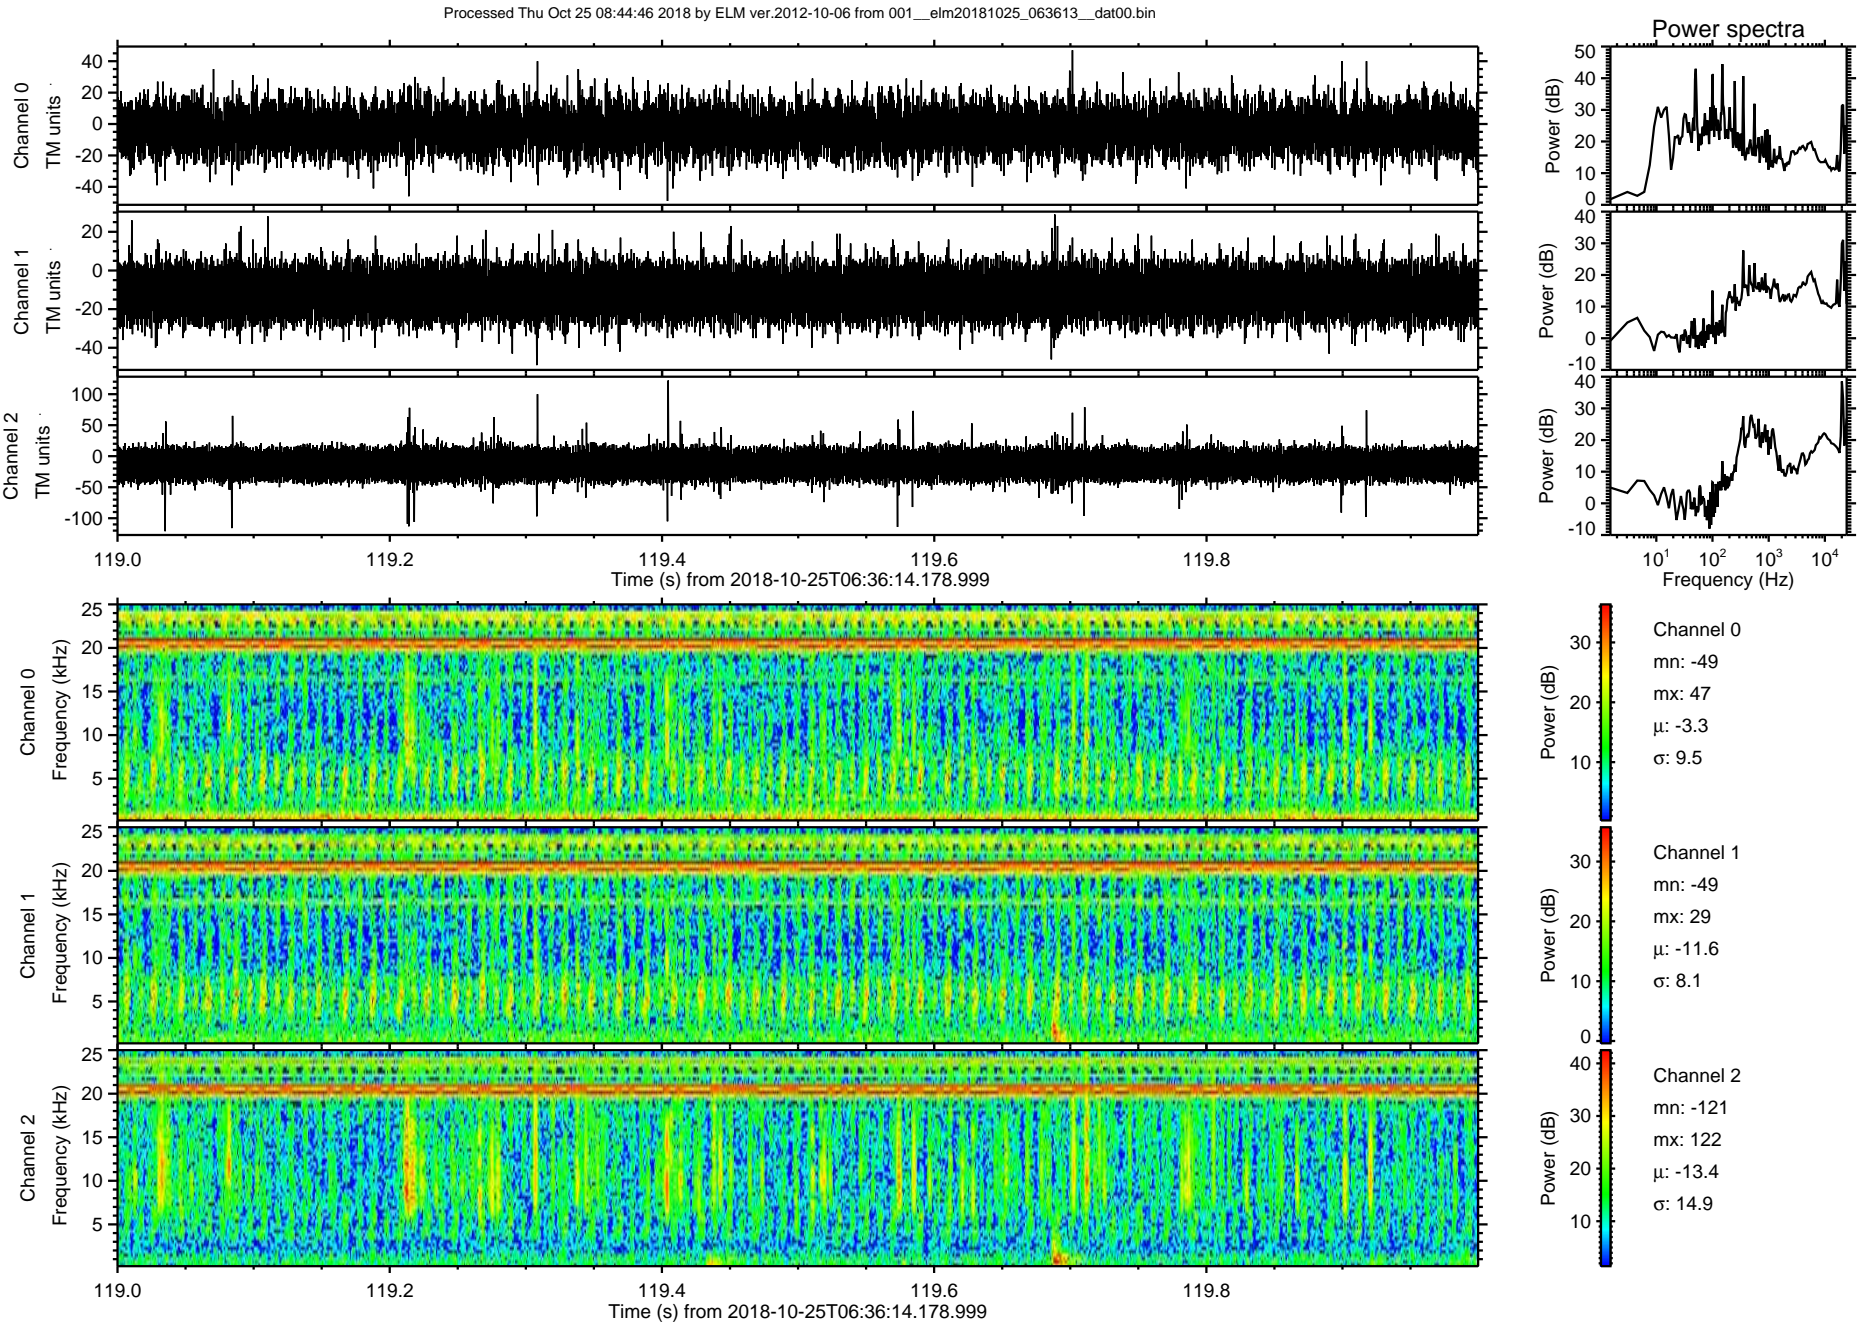 Processed Thu Oct 25 08:44:46 2018 by ELM ver.2012-10-06 from 001__elm20181025_063613__dat00.bin
Power spectra
Channel 0
TM units
40
20
0
-20
-40
Power (dB)
50
40
30
20
10
0
Channel 1
TM units
20
0
-20
-40
Power (dB)
40
30
20
10
0
-10
Channel 2
TM units
100
50
0
-50
-100
Power (dB)
40
30
20
10
0
-10
119.0 119.2 119.4 119.6 119.8
Time (s) from 2018-10-25T06:36:14.178.999
10^1 10^2 10^3 10^4
Frequency (Hz)
Channel 0
Frequency (kHz)
25
20
15
10
5
Power (dB)
30
20
10
Channel 0
mn: -49
mx: 47
μ: -3.3
σ: 9.5
Channel 1
Frequency (kHz)
25
20
15
10
5
Power (dB)
30
20
10
0
Channel 1
mn: -49
mx: 29
μ: -11.6
σ: 8.1
Channel 2
Frequency (kHz)
25
20
15
10
5
Power (dB)
40
30
20
10
Channel 2
mn: -121
mx: 122
μ: -13.4
σ: 14.9
119.0 119.2 119.4 119.6 119.8
Time (s) from 2018-10-25T06:36:14.178.999